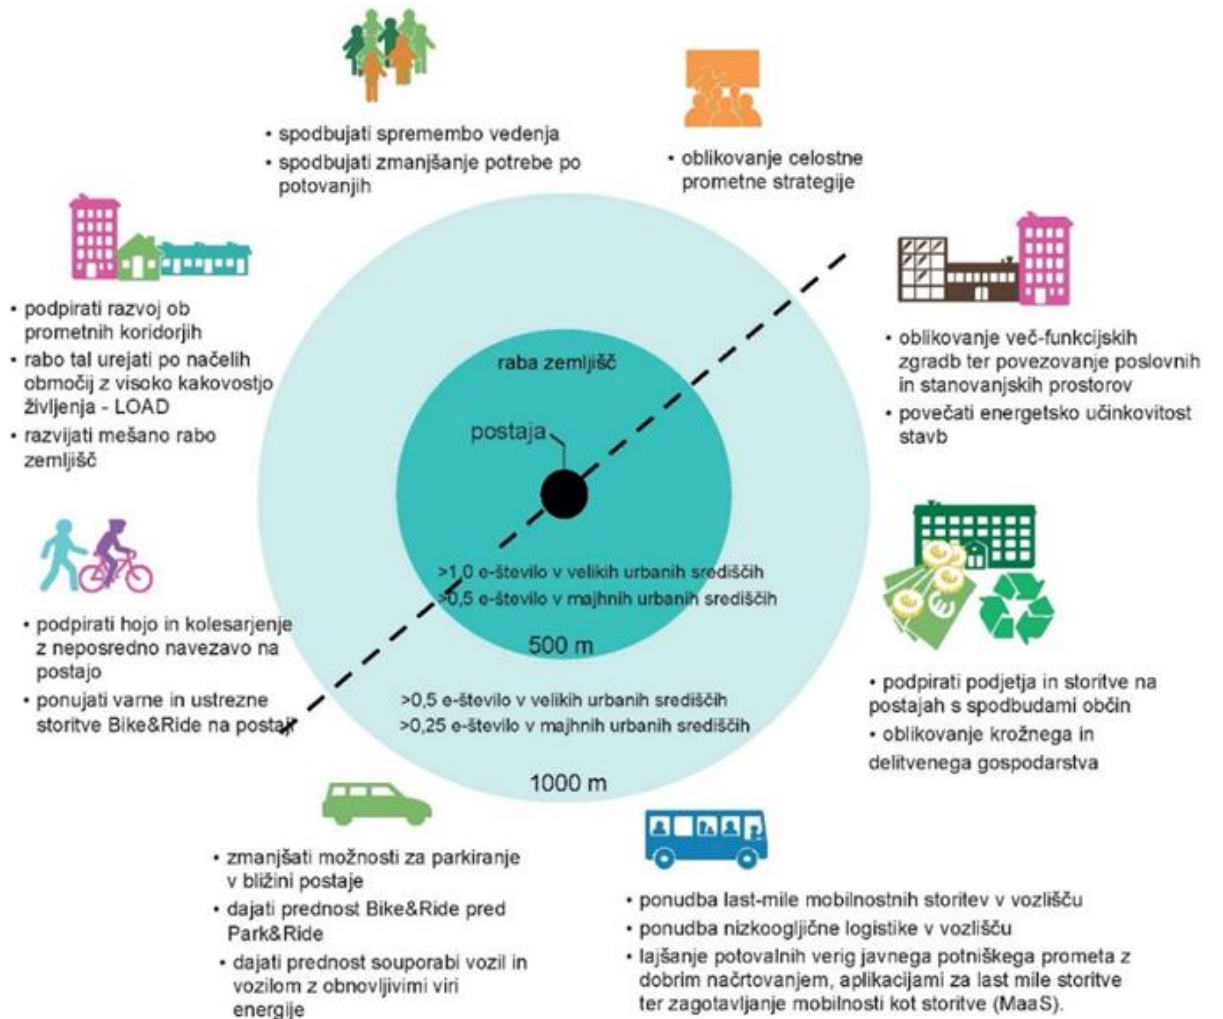 • spodbujati spremembo vedenja
• spodbujati zmanjšanje potrebe po
potovanjih
• oblikovanje celostne
prometne strategije
• podpirati razvoj ob
prometnih koridorjih
• rabo tal urejati po načelih
območij z visoko kakovostjo
življenja - LOAD
• razvijati mešano rabo
zemljišč
raba zemljišč
postaja
• oblikovanje več-funkcijskih
zgradb ter povezovanje poslovnih
in stanovanjskih prostorov
• povečati energetsko učinkovitost
stavb
>1,0 e-število v velikih urbanih središčih
>0,5 e-število v majhnih urbanih središčih
500 m
• podpirati hojo in kolesarjenje
z neposredno navezavo na
postajo
• ponujati varne in ustrezne
storitve Bike&Ride na postaji
>0,5 e-število v velikih urbanih središčih
>0,25 e-število v majhnih urbanih središčih
1000 m
• podpirati podjetja in storitve na
postajah s spodbudami občin
• oblikovanje krožnega in
delitvenega gospodarstva
• zmanjšati možnosti za parkiranje
v bližini postaje
• dajati prednost Bike&Ride pred
Park&Ride
• dajati prednost souporabi vozil in
vozilom z obnovljivimi viri
energije
• ponudba last-mile mobilnostnih storitev v vozlišču
• ponudba nizkoogljične logistike v vozlišču
• lajšanje potovalnih verig javnega potniškega prometa z
dobrim načrtovanjem, aplikacijami za last mile storitve
ter zagotavljanje mobilnosti kot storitve (MaaS).